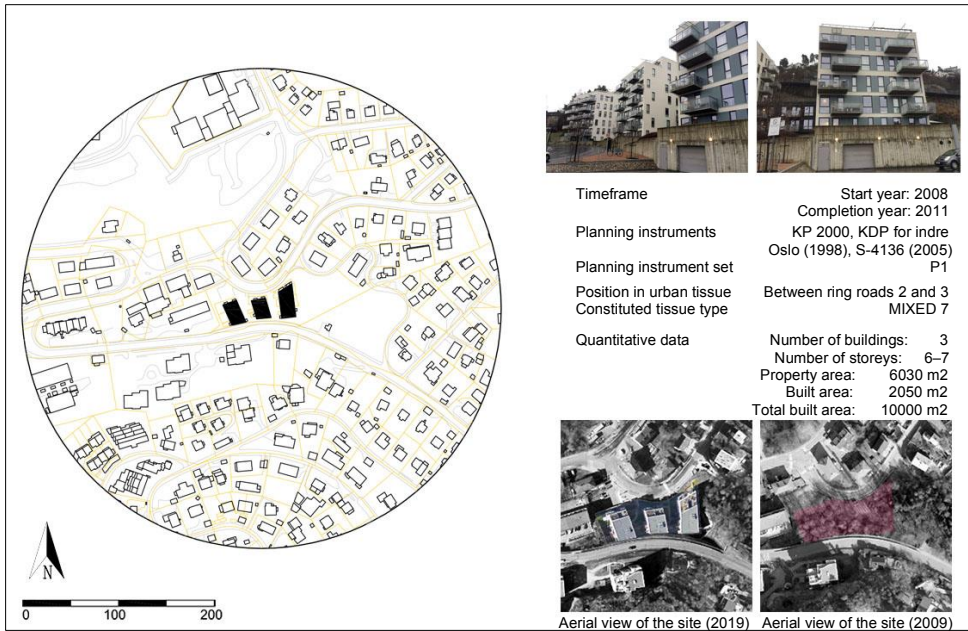 Timeframe Start year: 2008
Completion year: 2011
Planning instruments KP 2000, KDP for indre
Oslo (1998), S-4136 (2005)
Planning instrument set P1
Position in urban tissue Between ring roads 2 and 3
Constituted tissue type MIXED 7
Quantitative data Number of buildings: 3
Number of storeys: 6–7
Property area: 6030 m2
Built area: 2050 m2
Total built area: 10000 m2
N
0 100 200
Aerial view of the site (2019) Aerial view of the site (2009)